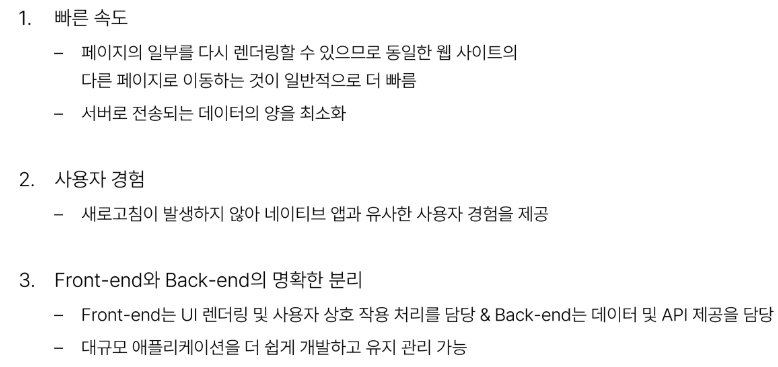 1. 빠른 속도
– 페이지의 일부를 다시 렌더링할 수 있으므로 동일한 웹 사이트의
다른 페이지로 이동하는 것이 일반적으로 더 빠름
– 서버로 전송되는 데이터의 양을 최소화
2. 사용자 경험
– 새로고침이 발생하지 않아 네이티브 앱과 유사한 사용자 경험을 제공
3. Front-end와 Back-end의 명확한 분리
– Front-end는 UI 렌더링 및 사용자 상호 작용 처리를 담당 & Back-end는 데이터 및 API 제공을 담당
– 대규모 애플리케이션을 더 쉽게 개발하고 유지 관리 가능